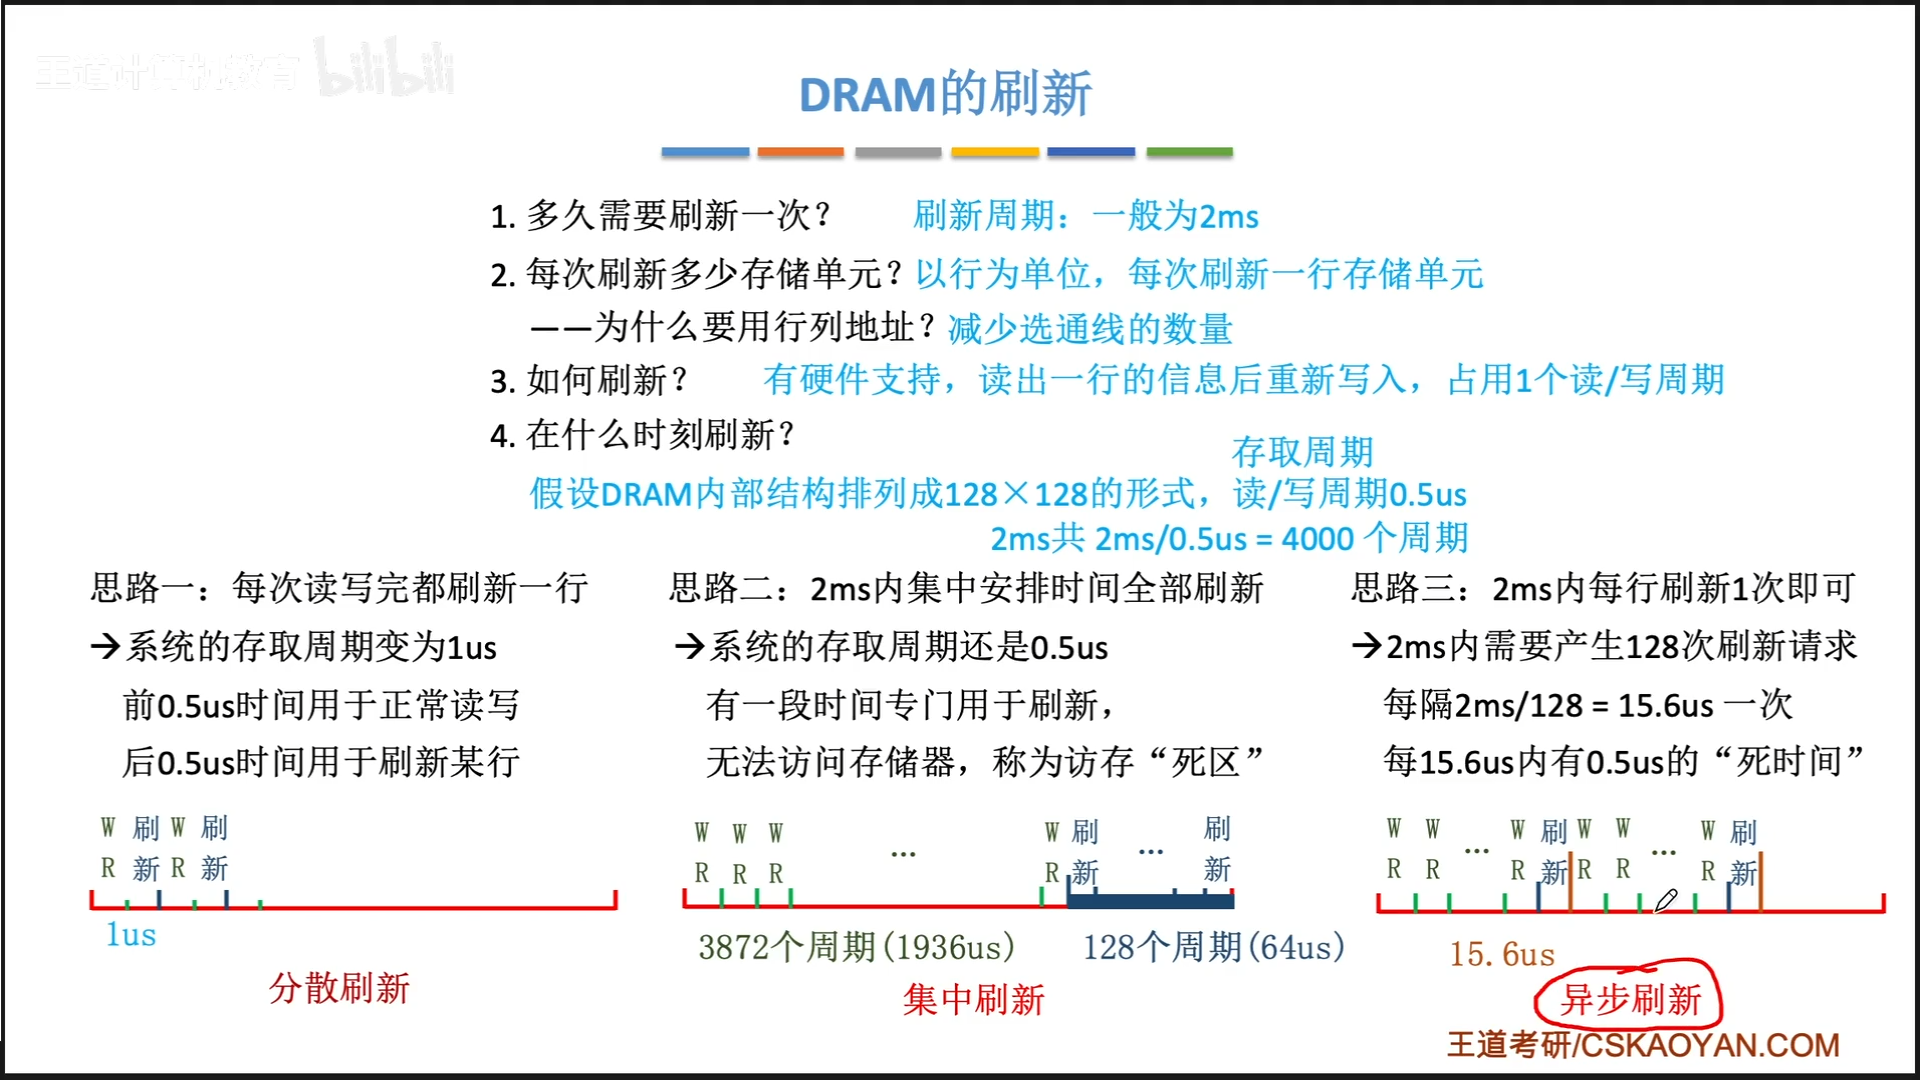 王道计算机教育 bilibili
DRAM的刷新
1. 多久需要刷新一次？ 刷新周期：一般为2ms
2. 每次刷新多少存储单元？以行为单位，每次刷新一行存储单元
——为什么要用行列地址？减少选通线的数量
3. 如何刷新？ 有硬件支持，读出一行的信息后重新写入，占用1个读/写周期
4. 在什么时刻刷新？
存取周期
假设DRAM内部结构排列成128×128的形式，读/写周期0.5us
2ms共 2ms/0.5us = 4000 个周期
思路一：每次读写完都刷新一行
→系统的存取周期变为1us
前0.5us时间用于正常读写
后0.5us时间用于刷新某行
W 刷 W 刷
R 新 R 新
1us
分散刷新
思路二：2ms内集中安排时间全部刷新
→系统的存取周期还是0.5us
有一段时间专门用于刷新，
无法访问存储器，称为访存“死区”
W W W ... W 刷 ... 刷
R R R R 新 新
3872个周期(1936us) 128个周期(64us)
集中刷新
思路三：2ms内每行刷新1次即可
→2ms内需要产生128次刷新请求
每隔2ms/128 = 15.6us 一次
每15.6us内有0.5us的“死时间”
W W ... W 刷 W W ... W 刷
R R R 新 R R R 新
15.6us
异步刷新
王道考研/CSKAOYAN.COM